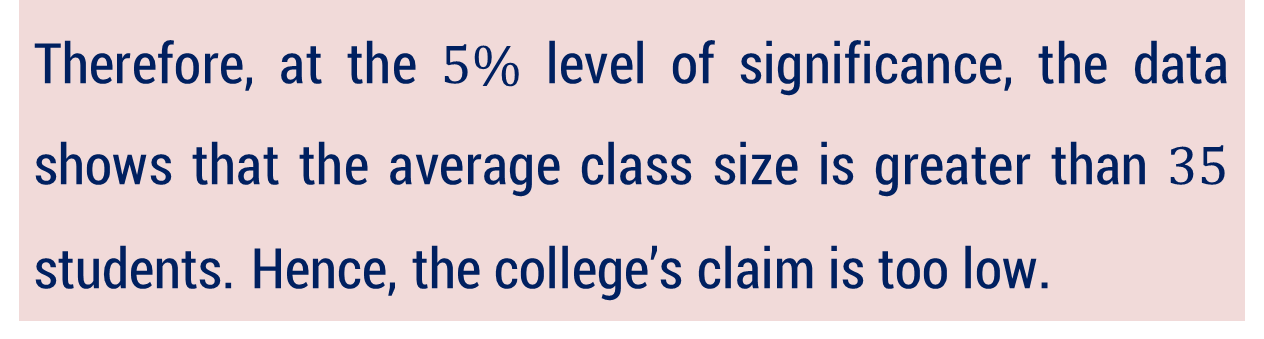 Therefore, at the 5% level of significance, the data
shows that the average class size is greater than 35
students. Hence, the college’s claim is too low.